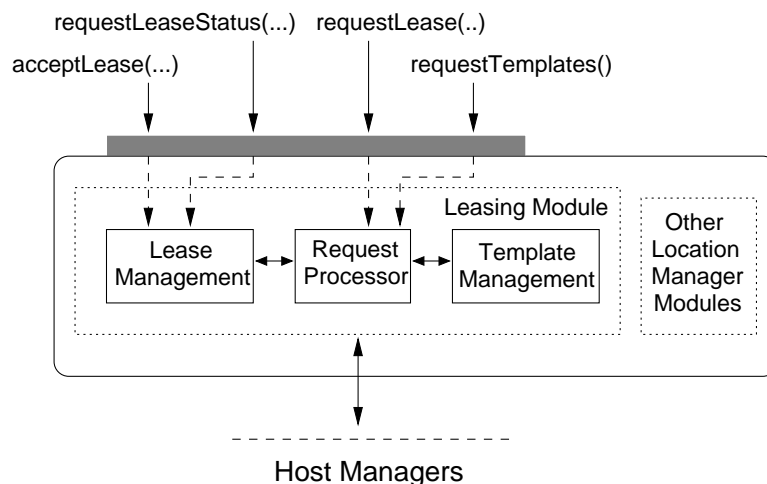 requestLeaseStatus(...) requestLease(..)
acceptLease(...) requestTemplates()
Leasing Module
Lease
Management
Request
Processor
Template
Management
Other
Location
Manager
Modules
Host Managers